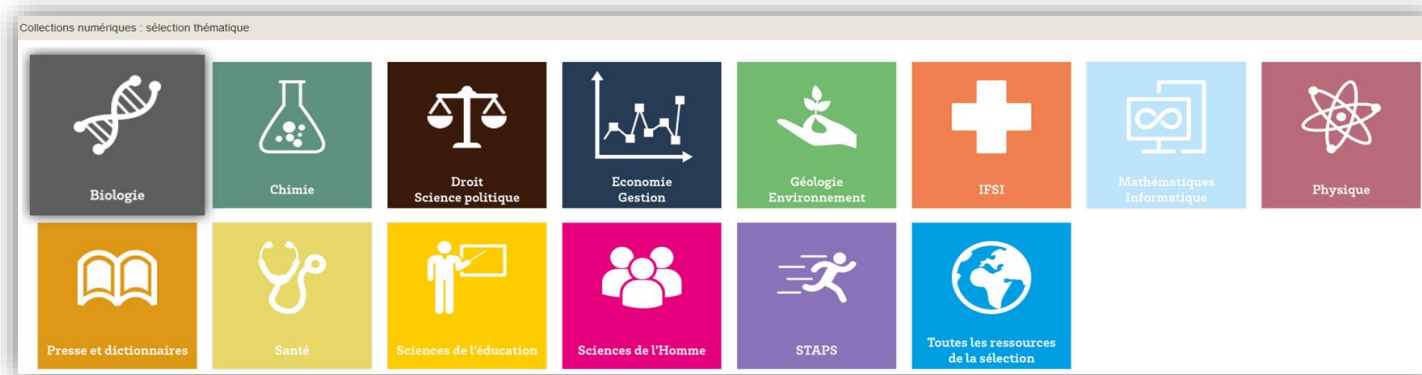 Collections numériques : sélection thématique
Biologie
Chimie
Droit
Science politique
Economie
Gestion
Géologie
Environnement
IFSI
Mathématiques
Informatique
Physique
Presse et dictionnaires
Santé
Sciences de l'éducation
Sciences de l'Homme
STAPS
Toutes les ressources
de la sélection